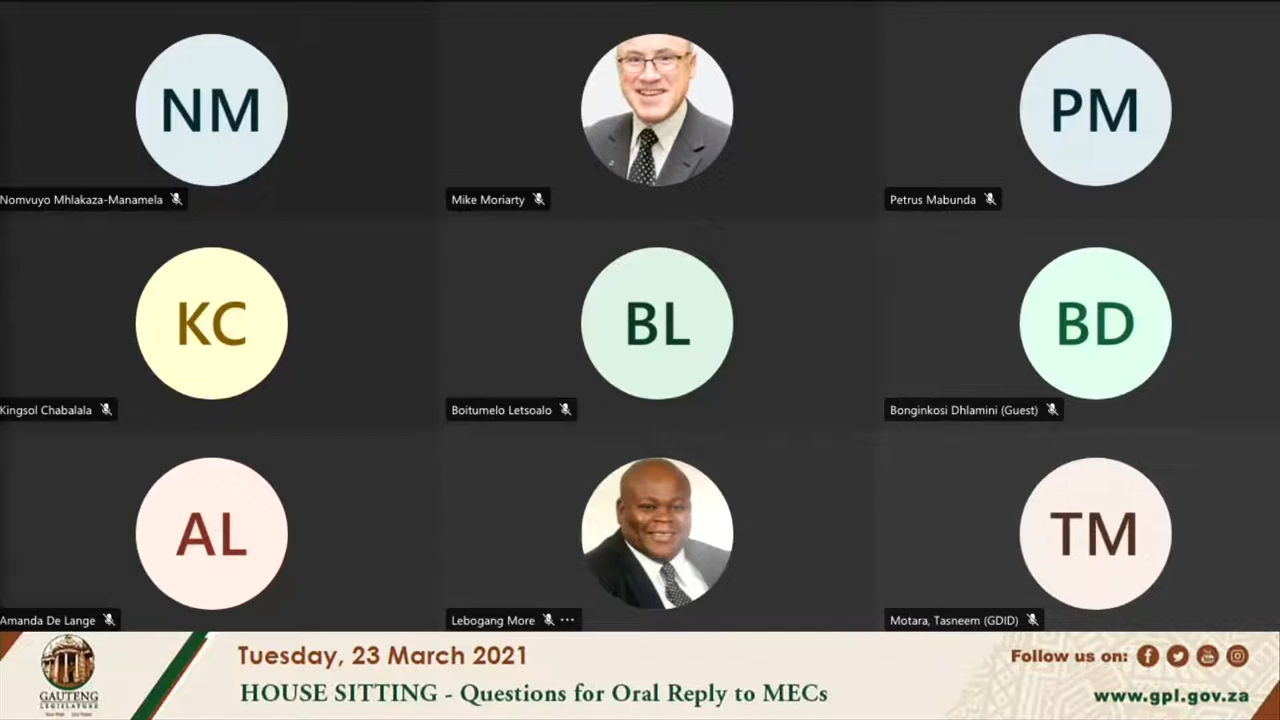 NM
PM
Nomvuyo Mhlakaza-Manamela
Mike Moriarty
Petrus Mabunda
KC
BL
BD
Kingsol Chabalala
Boitumelo Letsoalo
Bonginkosi Dhlamini (Guest)
AL
TM
Amanda De Lange
Lebogang More
Motara, Tasneem (GDID)
GAUTENG
LEGISLATURE
Tuesday, 23 March 2021
HOUSE SITTING - Questions for Oral Reply to MECs
Follow us on:
www.gpl.gov.za